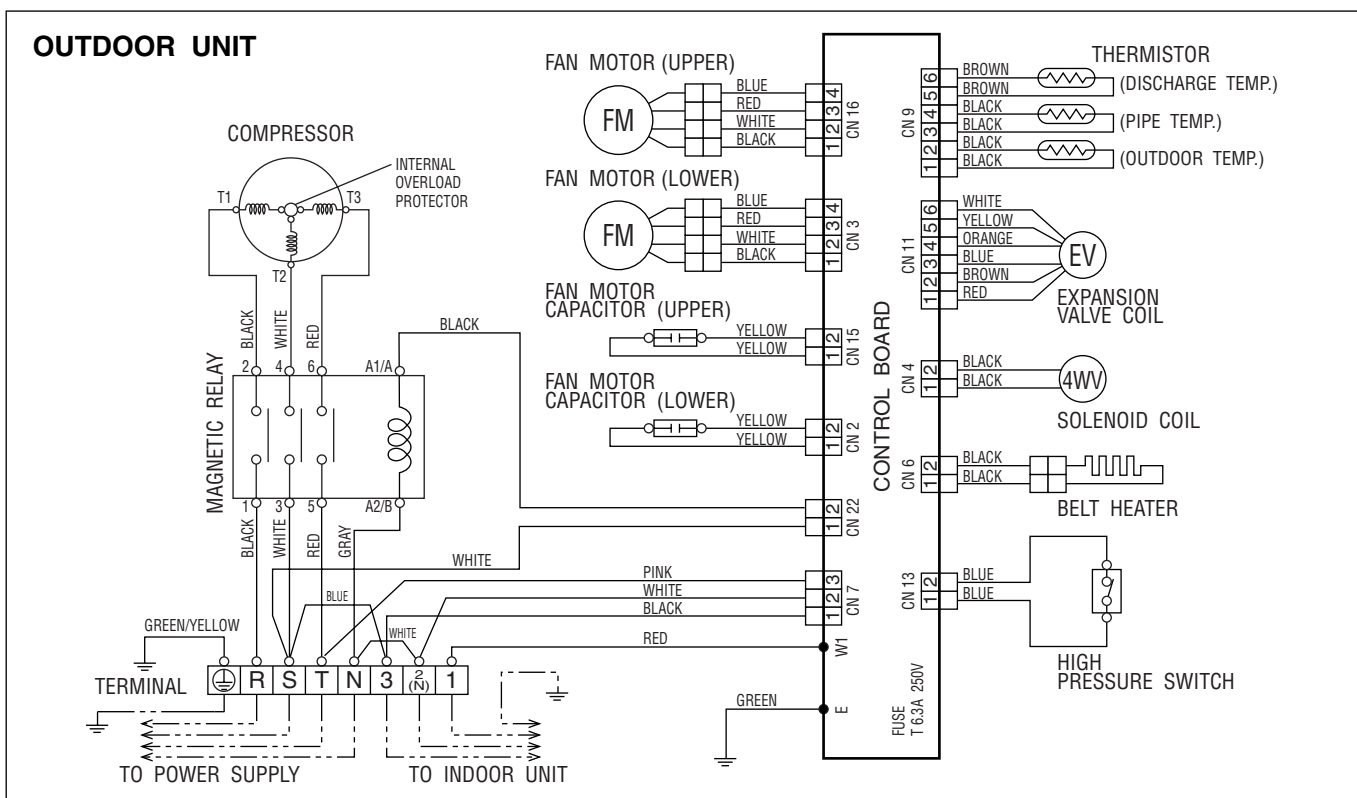 OUTDOOR UNIT
COMPRESSOR
INTERNAL
OVERLOAD
PROTECTOR
T1
T3
T2
BLACK
WHITE
RED
BLACK
2
4
6
A1/A
MAGNETIC RELAY
1
3
5
A2/B
BLACK
WHITE
RED
GRAY
WHITE
BLUE
WHITE
GREEN/YELLOW
TERMINAL
R
S
T
N
3
2
(N)
1
TO POWER SUPPLY
TO INDOOR UNIT
FAN MOTOR (UPPER)
FM
BLUE
RED
WHITE
BLACK
4
3
2
1
CN 16
FAN MOTOR (LOWER)
FM
BLUE
RED
WHITE
BLACK
4
3
2
1
CN 3
FAN MOTOR
CAPACITOR (UPPER)
YELLOW
YELLOW
2
1
CN 15
FAN MOTOR
CAPACITOR (LOWER)
YELLOW
YELLOW
2
1
CN 2
2
1
CN 22
PINK
WHITE
BLACK
3
2
1
CN 7
RED
W1
GREEN
E
CONTROL BOARD
FUSE
T 6.3A 250V
THERMISTOR
CN 9
6
5
4
3
2
1
BROWN
BROWN
BLACK
BLACK
BLACK
BLACK
(DISCHARGE TEMP.)
(PIPE TEMP.)
(OUTDOOR TEMP.)
CN 11
6
5
4
3
2
1
WHITE
YELLOW
ORANGE
BLUE
BROWN
RED
EV
EXPANSION
VALVE COIL
CN 4
2
1
BLACK
BLACK
4WV
SOLENOID COIL
CN 6
2
1
BLACK
BLACK
BELT HEATER
CN 13
2
1
BLUE
BLUE
HIGH
PRESSURE SWITCH